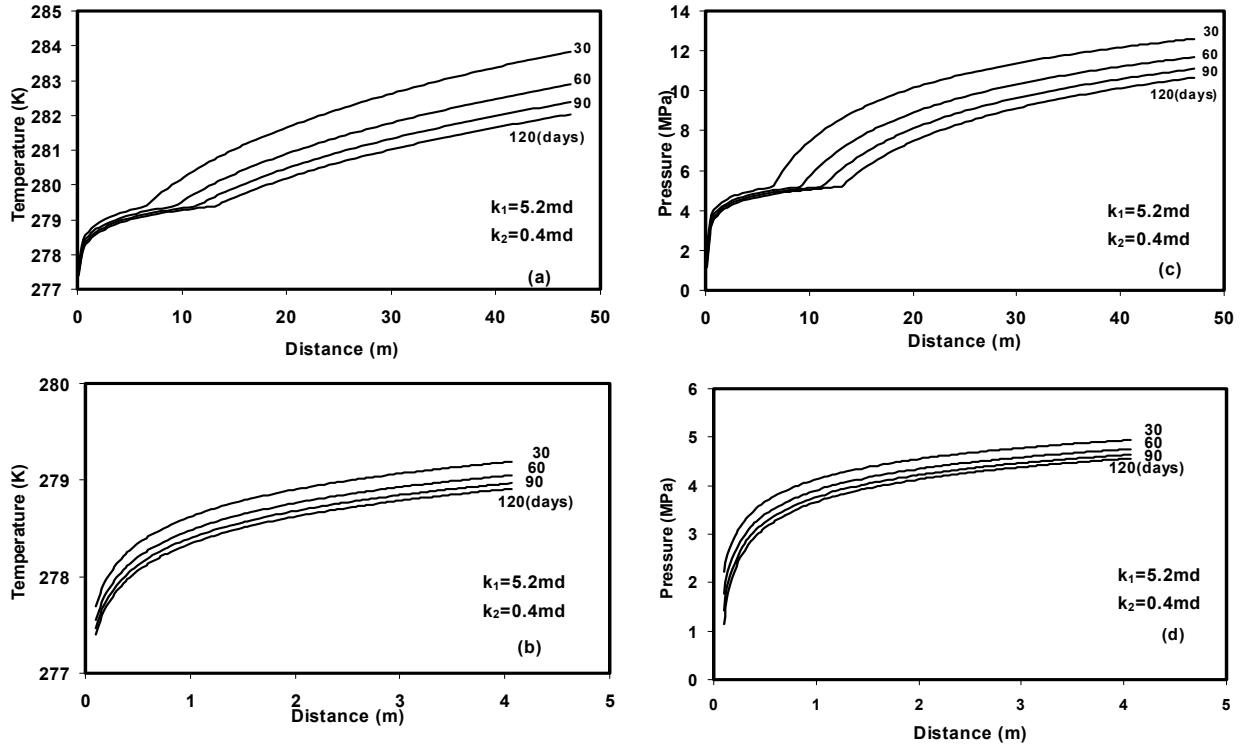 285
284
283
282
281
280
279
278
277
Temperature (K)
30
60
90
120(days)
k₁=5.2md
k₂=0.4md
(a)
0 10 20 30 40 50
Distance (m)
14
12
10
8
6
4
2
0
Pressure (MPa)
30
60
90
120(days)
k₁=5.2md
k₂=0.4md
(c)
0 10 20 30 40 50
Distance (m)
280
279
278
277
Temperature (K)
30
60
90
120(days)
k₁=5.2md
k₂=0.4md
(b)
0 1 2 3 4 5
Distance (m)
6
5
4
3
2
1
0
Pressure (MPa)
30
60
90
120(days)
k₁=5.2md
k₂=0.4md
(d)
0 1 2 3 4 5
Distance (m)